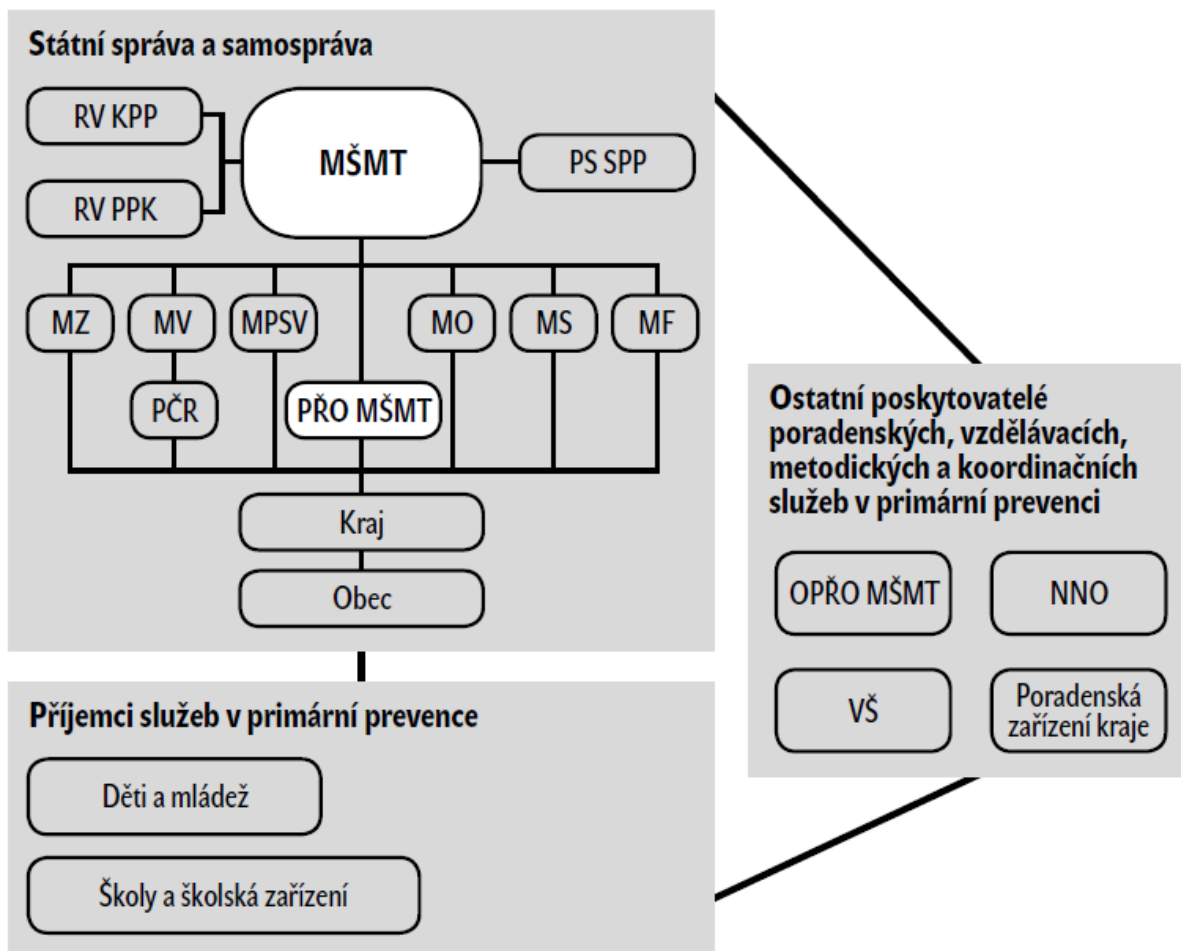 Státní správa a samospráva
RV KPP
MŠMT
PS SPP
RV PPK
MZ
MV
MPSV
MO
MS
MF
PČR
PŘO MŠMT
Kraj
Obec
Ostatní poskytovatelé
poradenských, vzdělávacích,
metodických a koordinačních
služeb v primární prevenci
OPŘO MŠMT
NNO
VŠ
Poradenská
zařízení kraje
Příjemci služeb v primární prevence
Děti a mládež
Školy a školská zařízení